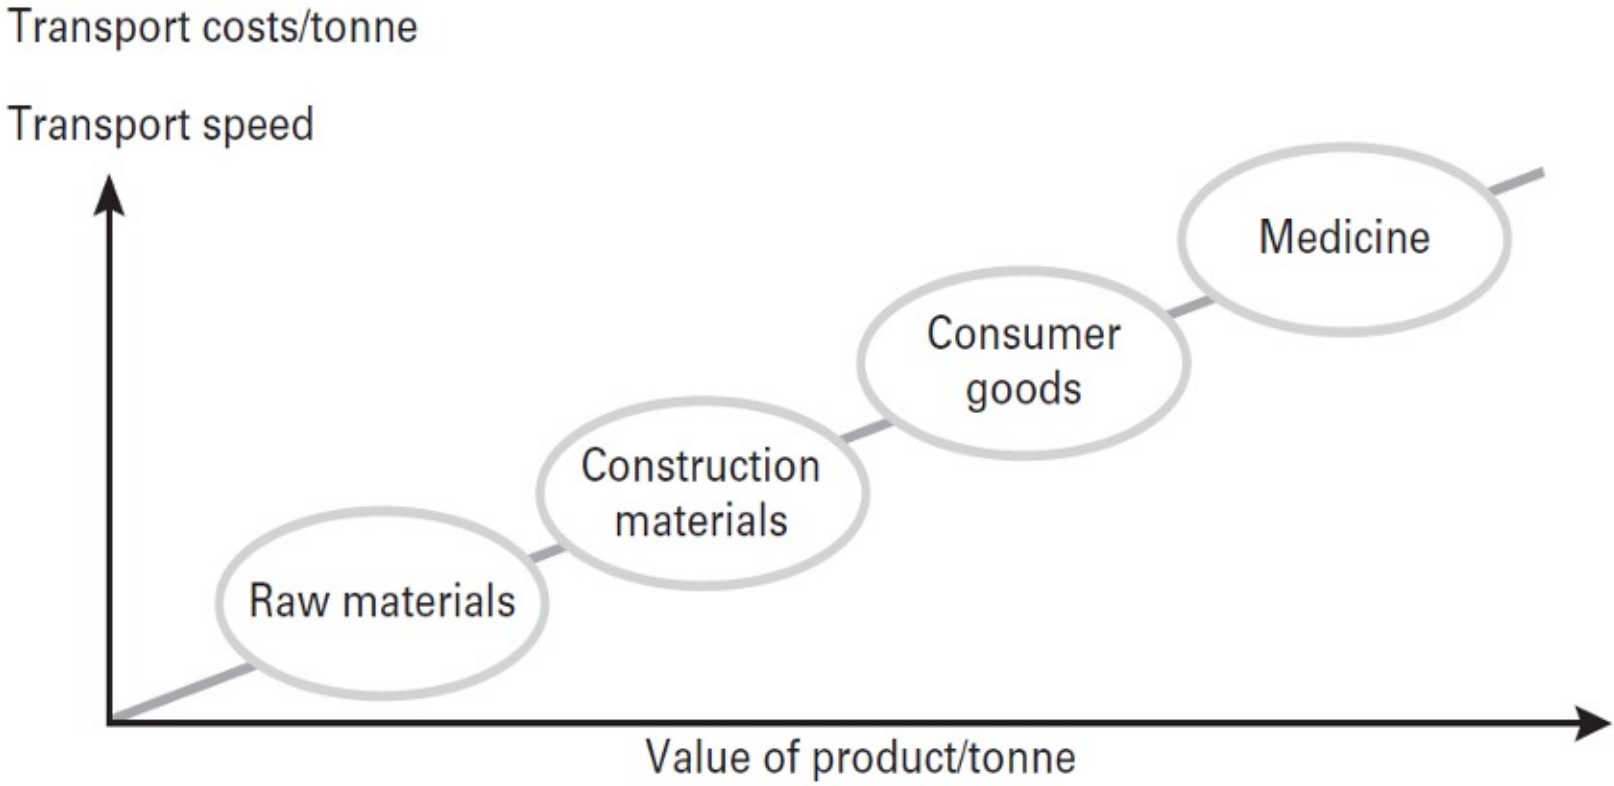 Transport costs/tonne
Transport speed
Medicine
Consumer
goods
Construction
materials
Raw materials
Value of product/tonne